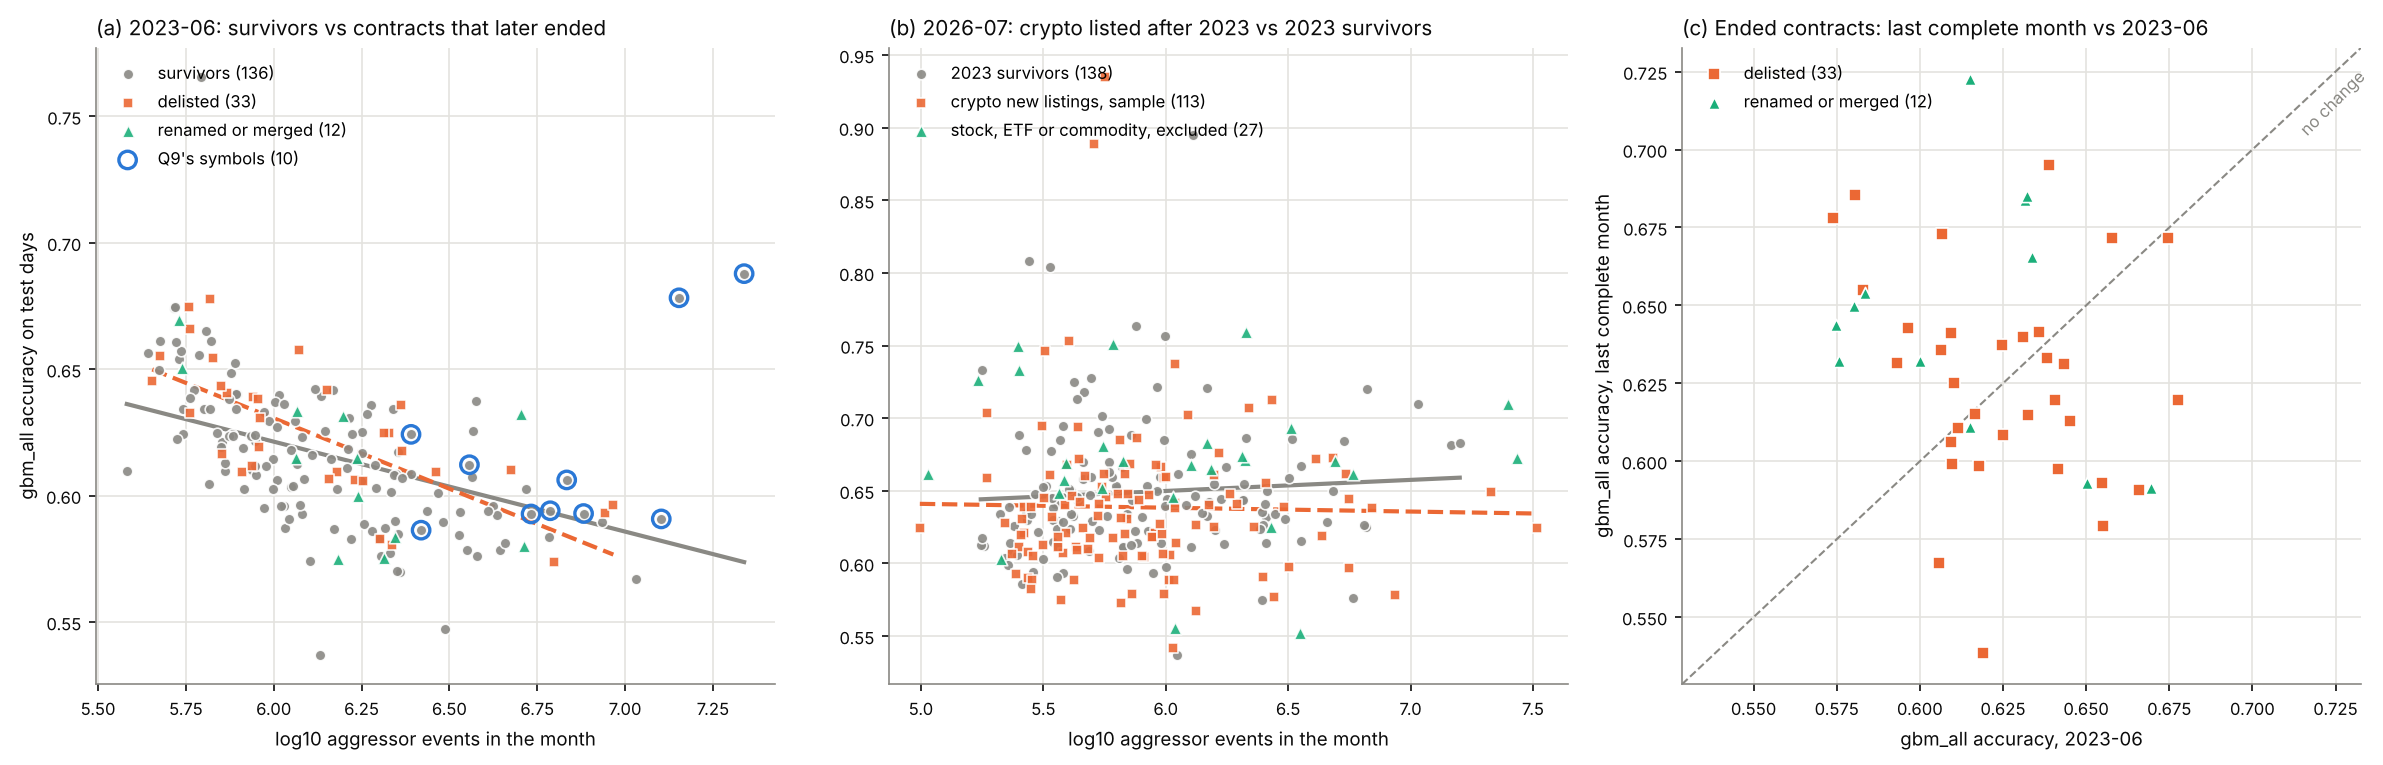 (a) 2023-06: survivors vs contracts that later ended
survivors (136)
delisted (33)
renamed or merged (12)
Q9's symbols (10)
gbm_all accuracy on test days
0.75
0.70
0.65
0.60
0.55
5.50 5.75 6.00 6.25 6.50 6.75 7.00 7.25
log10 aggressor events in the month
(b) 2026-07: crypto listed after 2023 vs 2023 survivors
2023 survivors (138)
crypto new listings, sample (113)
stock, ETF or commodity, excluded (27)
0.95
0.90
0.85
0.80
0.75
0.70
0.65
0.60
0.55
5.0 5.5 6.0 6.5 7.0 7.5
log10 aggressor events in the month
(c) Ended contracts: last complete month vs 2023-06
delisted (33)
renamed or merged (12)
no change
gbm_all accuracy, last complete month
0.725
0.700
0.675
0.650
0.625
0.600
0.575
0.550
0.550 0.575 0.600 0.625 0.650 0.675 0.700 0.725
gbm_all accuracy, 2023-06